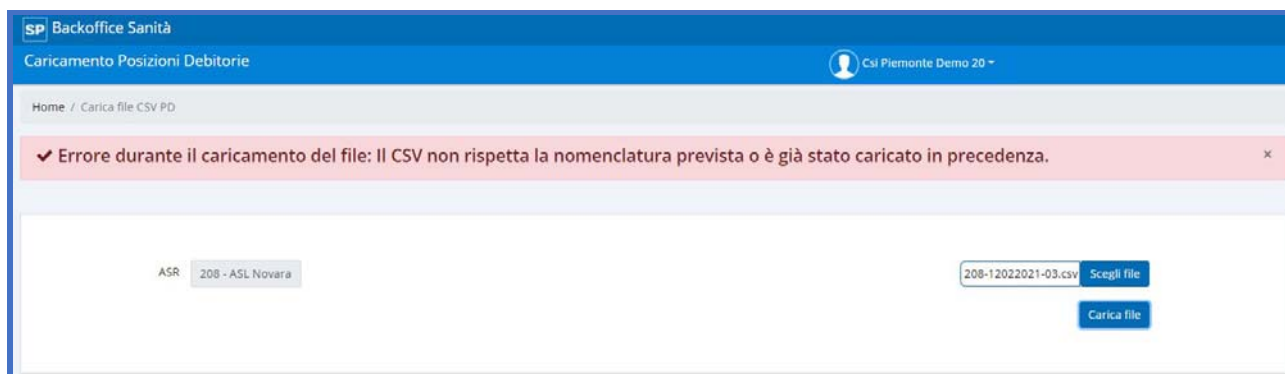 SP Backoffice Sanità
Caricamento Posizioni Debitorie
Csi Piemonte Demo 20
Home / Carica file CSV PD
Errore durante il caricamento del file: Il CSV non rispetta la nomenclatura prevista o è già stato caricato in precedenza. ×
ASR 208 - ASL Novara 208-12022021-03.csv Scegli file
Carica file